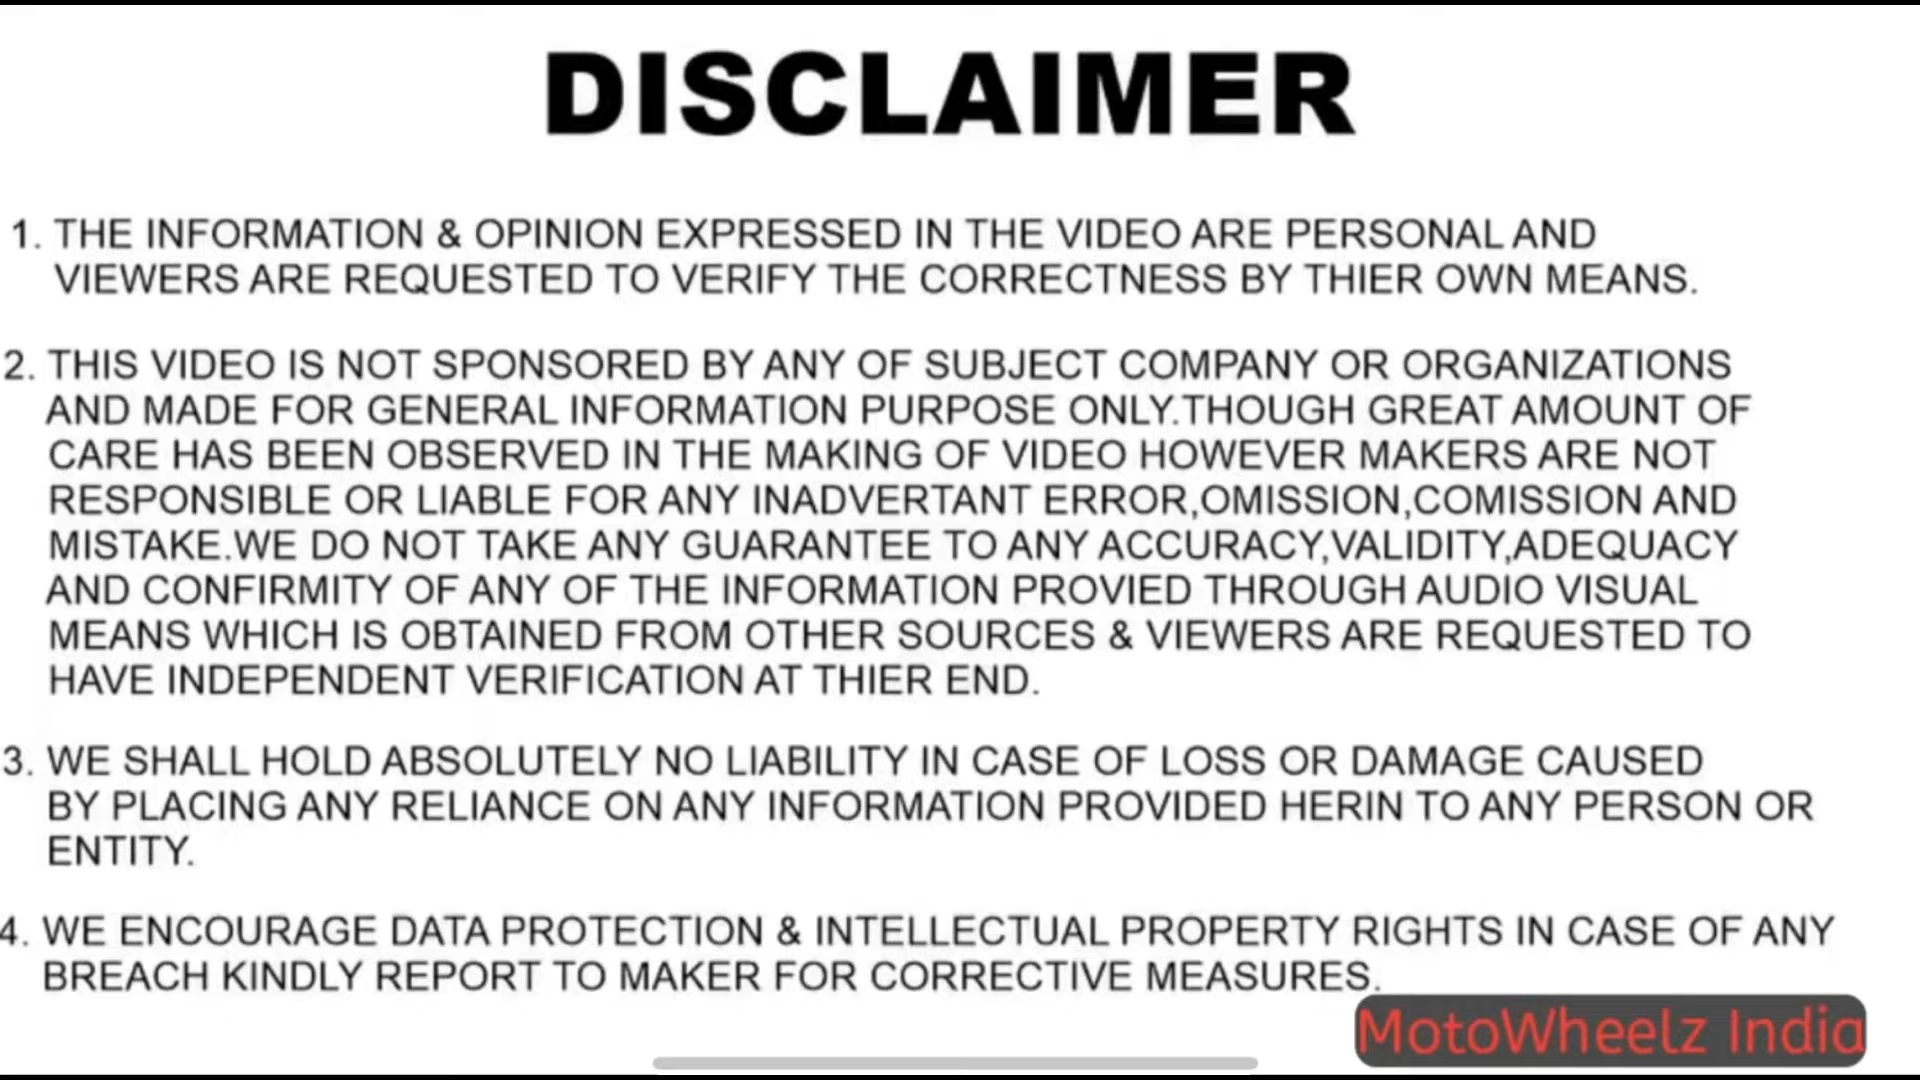 DISCLAIMER
1. THE INFORMATION & OPINION EXPRESSED IN THE VIDEO ARE PERSONAL AND
VIEWERS ARE REQUESTED TO VERIFY THE CORRECTNESS BY THIER OWN MEANS.
2. THIS VIDEO IS NOT SPONSORED BY ANY OF SUBJECT COMPANY OR ORGANIZATIONS
AND MADE FOR GENERAL INFORMATION PURPOSE ONLY.THOUGH GREAT AMOUNT OF
CARE HAS BEEN OBSERVED IN THE MAKING OF VIDEO HOWEVER MAKERS ARE NOT
RESPONSIBLE OR LIABLE FOR ANY INADVERTANT ERROR,OMISSION,COMISSION AND
MISTAKE.WE DO NOT TAKE ANY GUARANTEE TO ANY ACCURACY,VALIDITY,ADEQUACY
AND CONFIRMITY OF ANY OF THE INFORMATION PROVIED THROUGH AUDIO VISUAL
MEANS WHICH IS OBTAINED FROM OTHER SOURCES & VIEWERS ARE REQUESTED TO
HAVE INDEPENDENT VERIFICATION AT THIER END.
3. WE SHALL HOLD ABSOLUTELY NO LIABILITY IN CASE OF LOSS OR DAMAGE CAUSED
BY PLACING ANY RELIANCE ON ANY INFORMATION PROVIDED HERIN TO ANY PERSON OR
ENTITY.
4. WE ENCOURAGE DATA PROTECTION & INTELLECTUAL PROPERTY RIGHTS IN CASE OF ANY
BREACH KINDLY REPORT TO MAKER FOR CORRECTIVE MEASURES.
MotoWheelz India